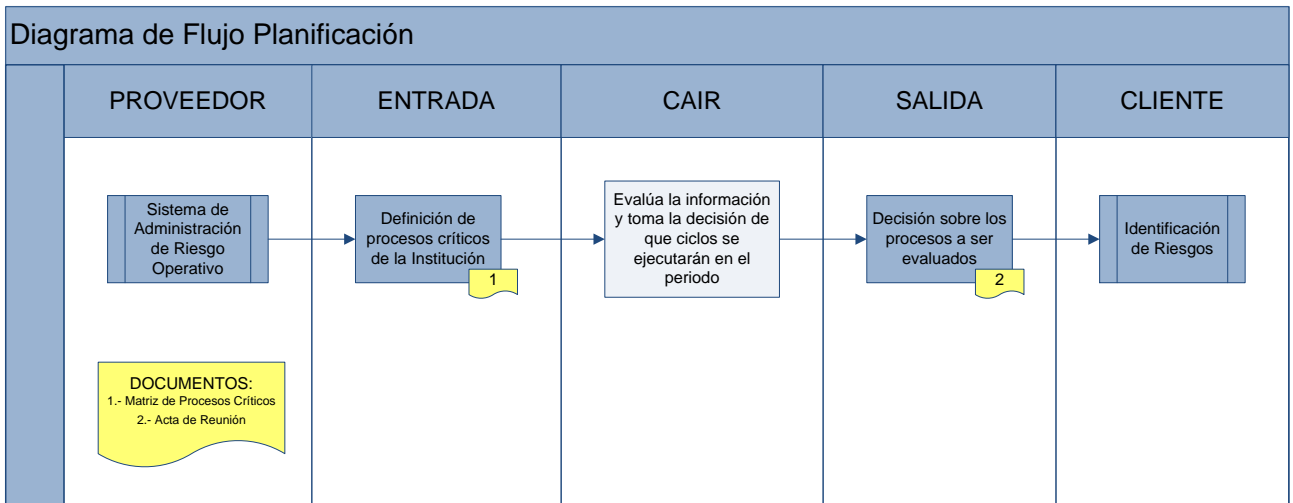 Diagrama de Flujo Planificación
PROVEEDOR
ENTRADA
CAIR
SALIDA
CLIENTE
Sistema de
Administración
de Riesgo
Operativo
Definición de
procesos críticos
de la Institución
1
Evalúa la información
y toma la decisión de
que ciclos se
ejecutarán en el
periodo
Decisión sobre los
procesos a ser
evaluados
2
Identificación
de Riesgos
DOCUMENTOS:
1.- Matriz de Procesos Críticos
2.- Acta de Reunión